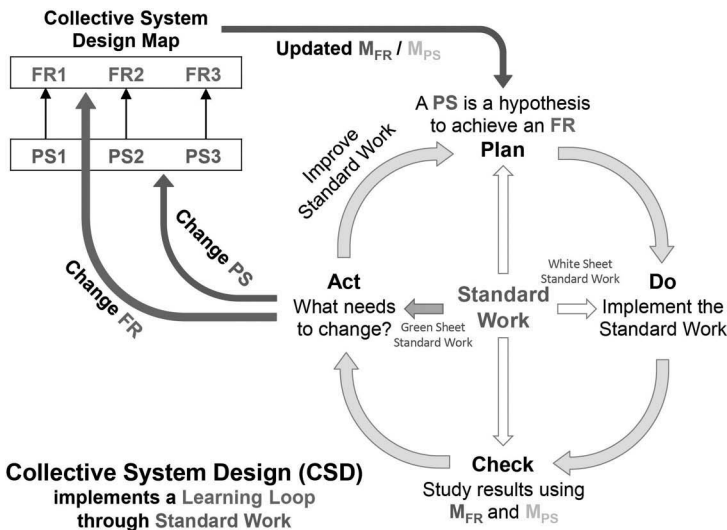 Collective System
Design Map
FR1 FR2 FR3
PS1 PS2 PS3
Updated MFR / MPS
A PS is a hypothesis
to achieve an FR
Plan
Improve
Standard Work
Change PS
Change FR
Act
What needs
to change?
Green Sheet
Standard Work
Standard
Work
White Sheet
Standard Work
Do
Implement the
Standard Work
Check
Study results using
MFR and MPS
Collective System Design (CSD)
implements a Learning Loop
through Standard Work